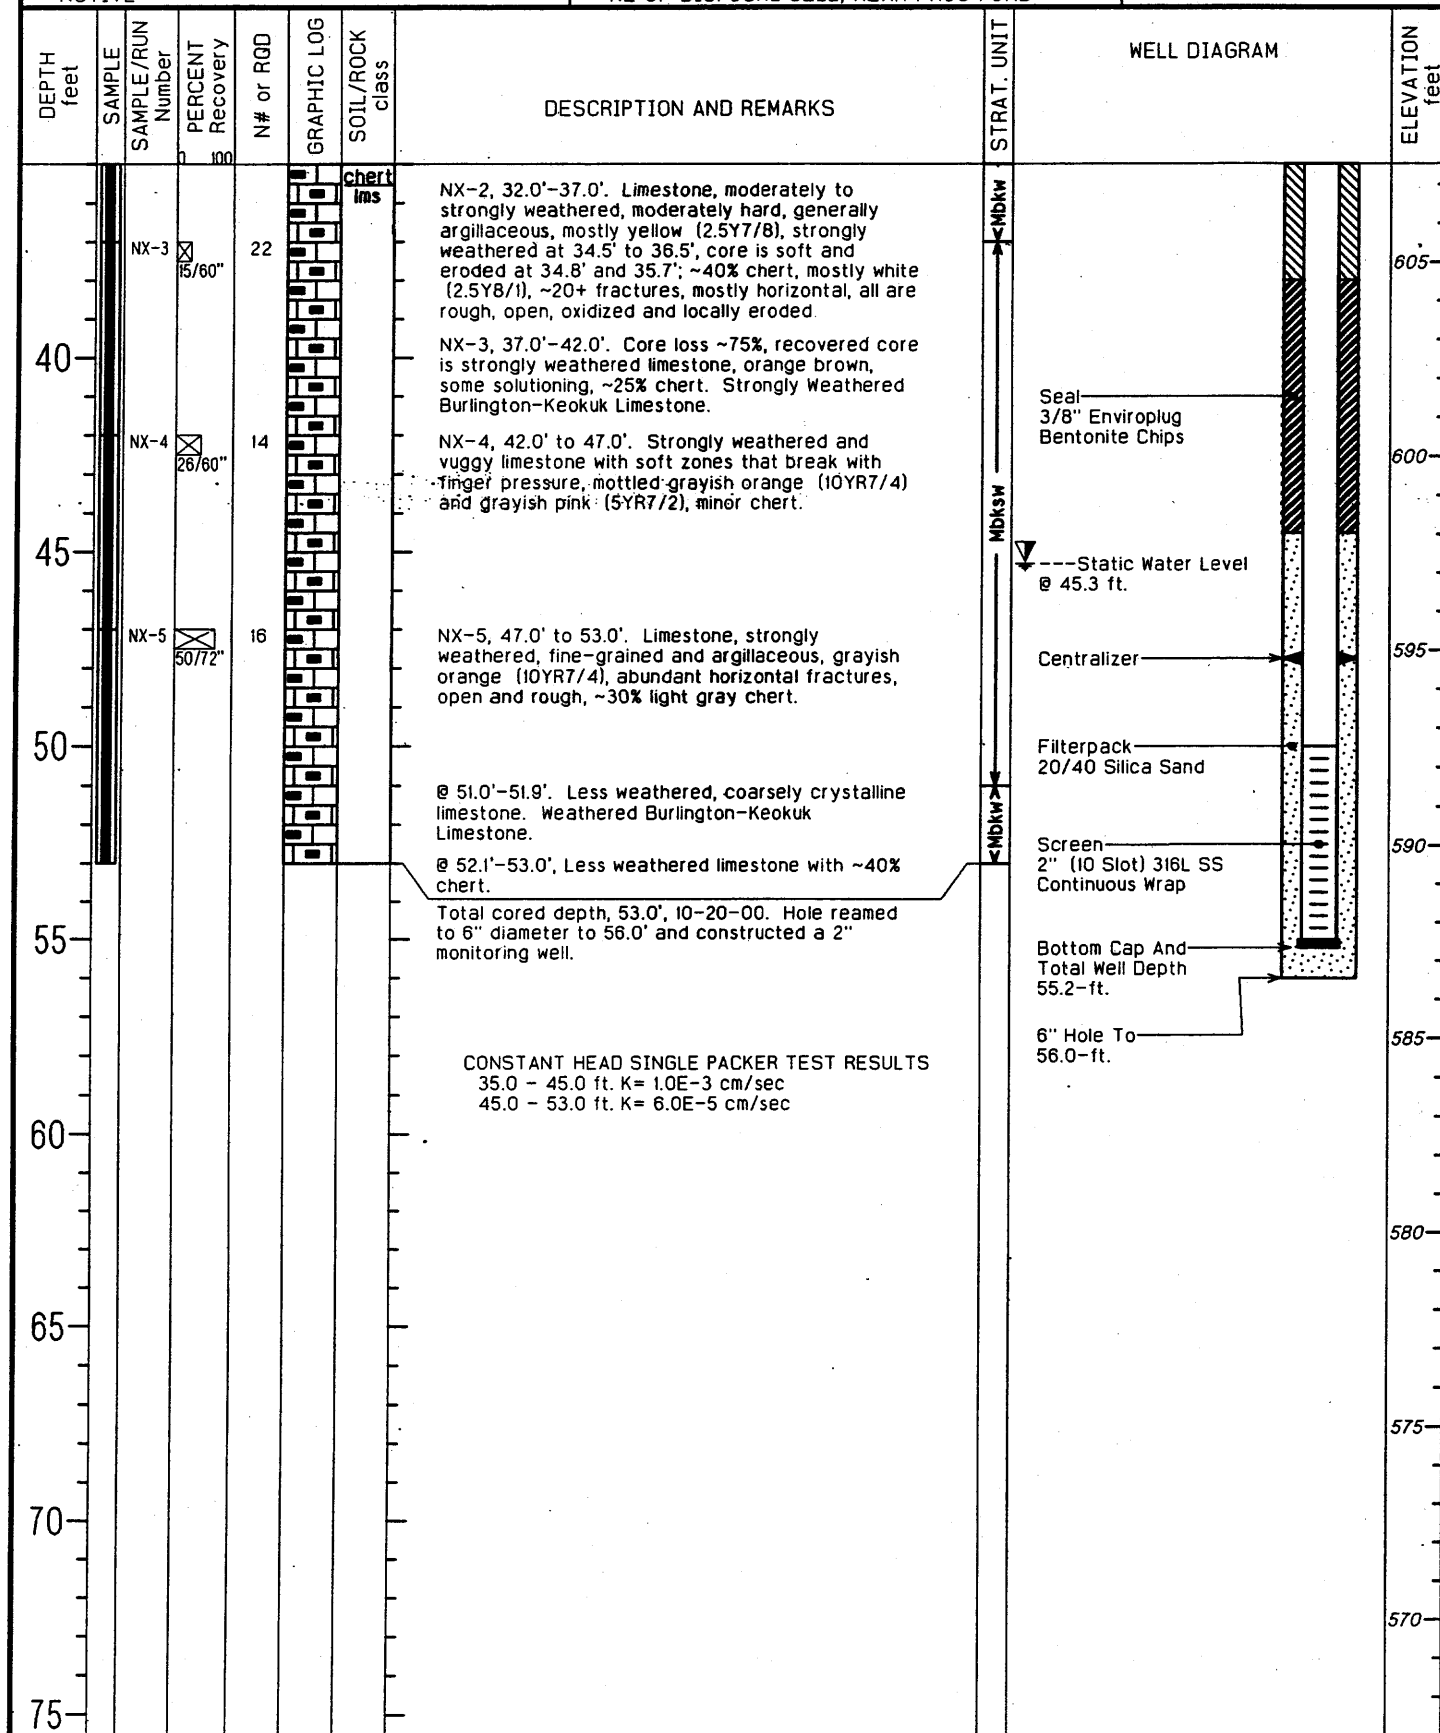 DEPTH
feet
SAMPLE
SAMPLE/RUN
Number
PERCENT
Recovery
0 100
N# or RQD
GRAPHIC LOG
SOIL/ROCK
class
DESCRIPTION AND REMARKS
STRAT. UNIT
WELL DIAGRAM
ELEVATION
feet
chert
lms
NX-2, 32.0'-37.0'. Limestone, moderately to
strongly weathered, moderately hard, generally
argillaceous, mostly yellow (2.5Y7/8), strongly
weathered at 34.5' to 36.5', core is soft and
eroded at 34.8' and 35.7'; ~40% chert, mostly white
(2.5Y8/1), ~20+ fractures, mostly horizontal, all are
rough, open, oxidized and locally eroded.
<Mbkw
NX-3
15/60"
22
605
NX-3, 37.0'-42.0'. Core loss ~75%, recovered core
is strongly weathered limestone, orange brown,
some solutioning, ~25% chert. Strongly Weathered
Burlington-Keokuk Limestone.
40
Seal
3/8" Enviroplug
Bentonite Chips
NX-4
26/60"
14
NX-4, 42.0' to 47.0'. Strongly weathered and
vuggy limestone with soft zones that break with
finger pressure, mottled grayish orange (10YR7/4)
and grayish pink (5YR7/2), minor chert.
600
Mbksw
45
---Static Water Level
@ 45.3 ft.
NX-5
50/72"
16
NX-5, 47.0' to 53.0'. Limestone, strongly
weathered, fine-grained and argillaceous, grayish
orange (10YR7/4), abundant horizontal fractures,
open and rough, ~30% light gray chert.
Centralizer
595
50
Filterpack
20/40 Silica Sand
@ 51.0'-51.9'. Less weathered, coarsely crystalline
limestone. Weathered Burlington-Keokuk
Limestone.
<Mbkw
@ 52.1'-53.0', Less weathered limestone with ~40%
chert.
Screen
2" (10 Slot) 316L SS
Continuous Wrap
590
Total cored depth, 53.0', 10-20-00. Hole reamed
to 6" diameter to 56.0' and constructed a 2"
monitoring well.
55
Bottom Cap And
Total Well Depth
55.2-ft.
6" Hole To
56.0-ft.
585
CONSTANT HEAD SINGLE PACKER TEST RESULTS
35.0 - 45.0 ft. K= 1.0E-3 cm/sec
45.0 - 53.0 ft. K= 6.0E-5 cm/sec
60
580
65
575
70
570
75